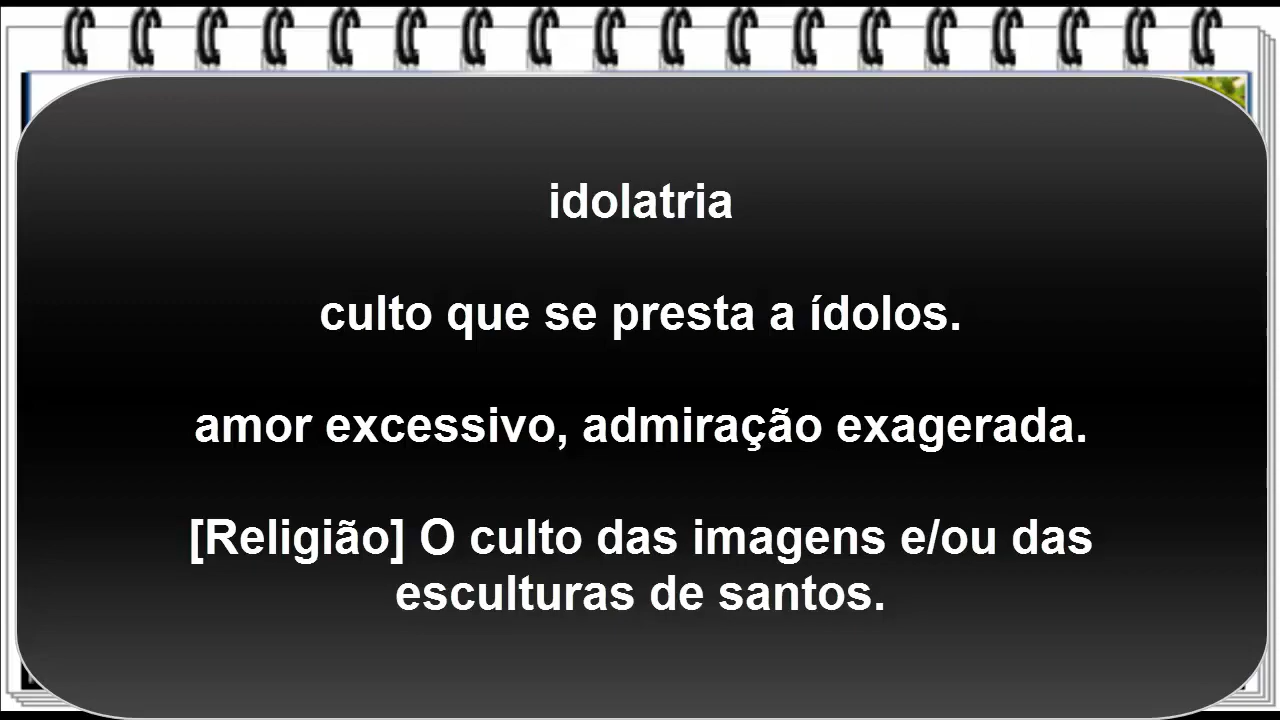 idolatria
culto que se presta a ídolos.
amor excessivo, admiração exagerada.
[Religião] O culto das imagens e/ou das
esculturas de santos.